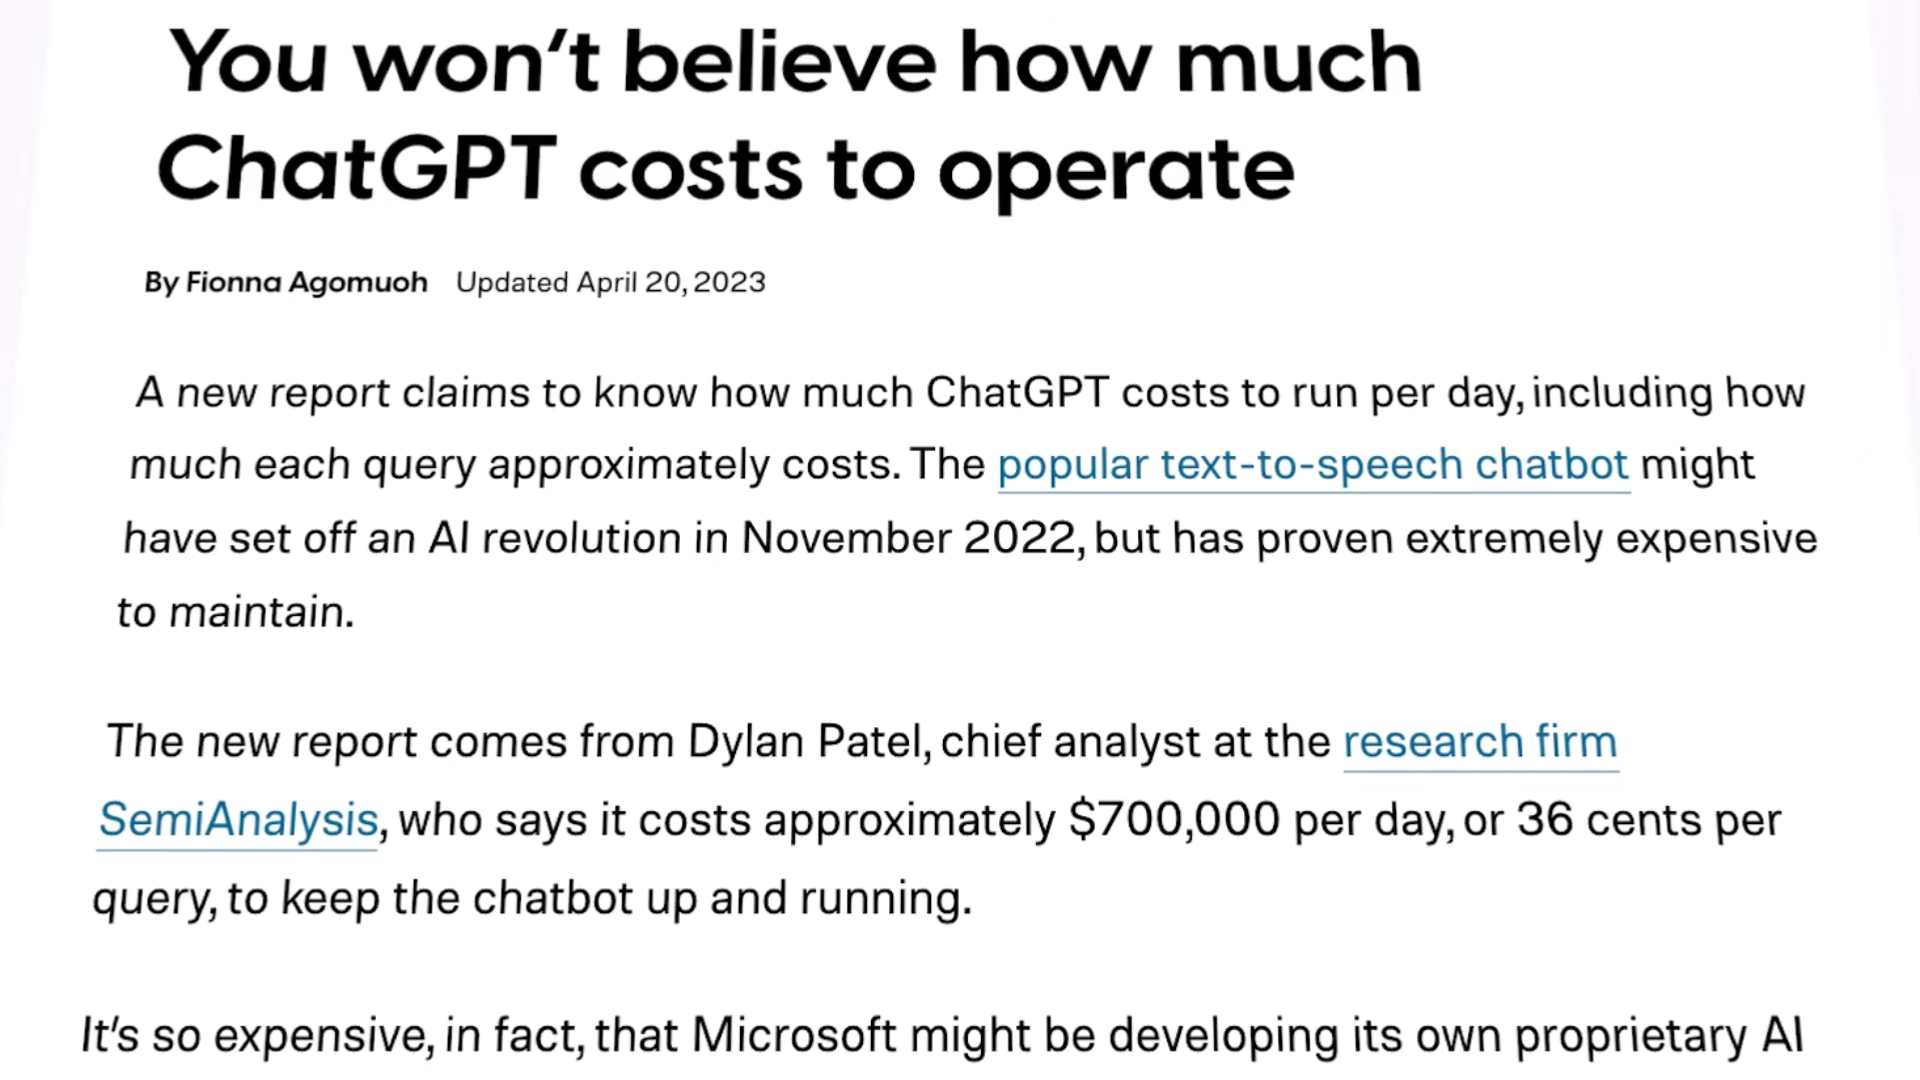 You won’t believe how much
ChatGPT costs to operate
By Fionna Agomuoh Updated April 20, 2023
A new report claims to know how much ChatGPT costs to run per day, including how
much each query approximately costs. The popular text-to-speech chatbot might
have set off an AI revolution in November 2022, but has proven extremely expensive
to maintain.
The new report comes from Dylan Patel, chief analyst at the research firm
SemiAnalysis, who says it costs approximately $700,000 per day, or 36 cents per
query, to keep the chatbot up and running.
It’s so expensive, in fact, that Microsoft might be developing its own proprietary AI